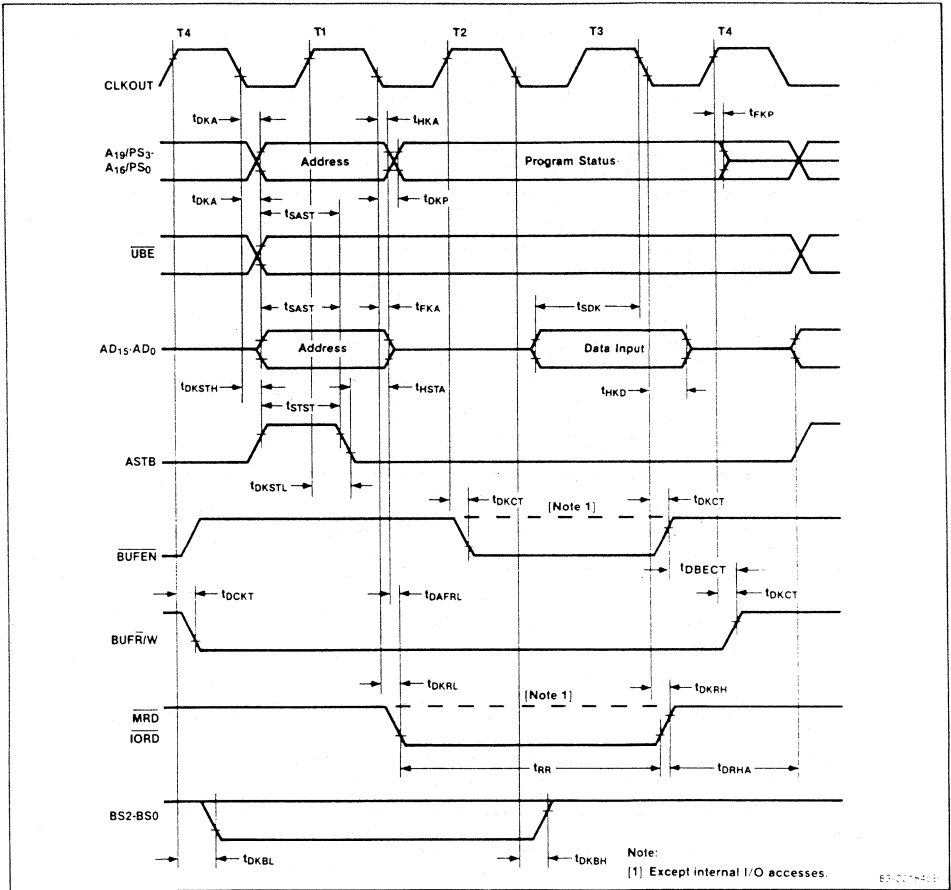 T4 T1 T2 T3 T4
CLKOUT
tDKA tHKA tFKP
A19/PS3-
A16/PS0
Address Program Status
tDKA tSAST tDKP
UBE
tSAST tFKA tSDK
AD15-AD0 Address Data Input
tDKSTH tSTST tHSTA tHKD
ASTB
tDKSTL tDKCT [Note 1] tDKCT
BUFEN
tDBECT
tDCKT tDAFRL tDKCT
BUFR/W
tDKRL [Note 1] tDKRH
MRD
IORD
tRR tDRHA
BS2-BS0
tDKBL tDKBH
Note:
[1] Except internal I/O accesses.